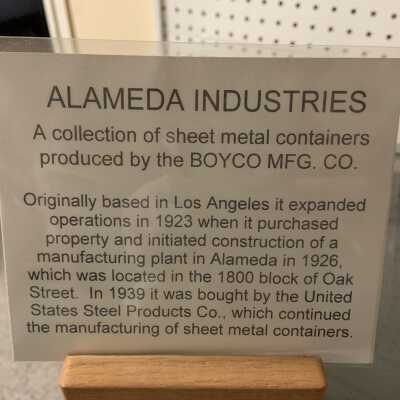 ALAMEDA INDUSTRIES
A collection of sheet metal containers
produced by the BOYCO MFG. CO.
Originally based in Los Angeles it expanded
operations in 1923 when it purchased
property and initiated construction of a
manufacturing plant in Alameda in 1926,
which was located in the 1800 block of Oak
Street. In 1939 it was bought by the United
States Steel Products Co., which continued
the manufacturing of sheet metal containers.